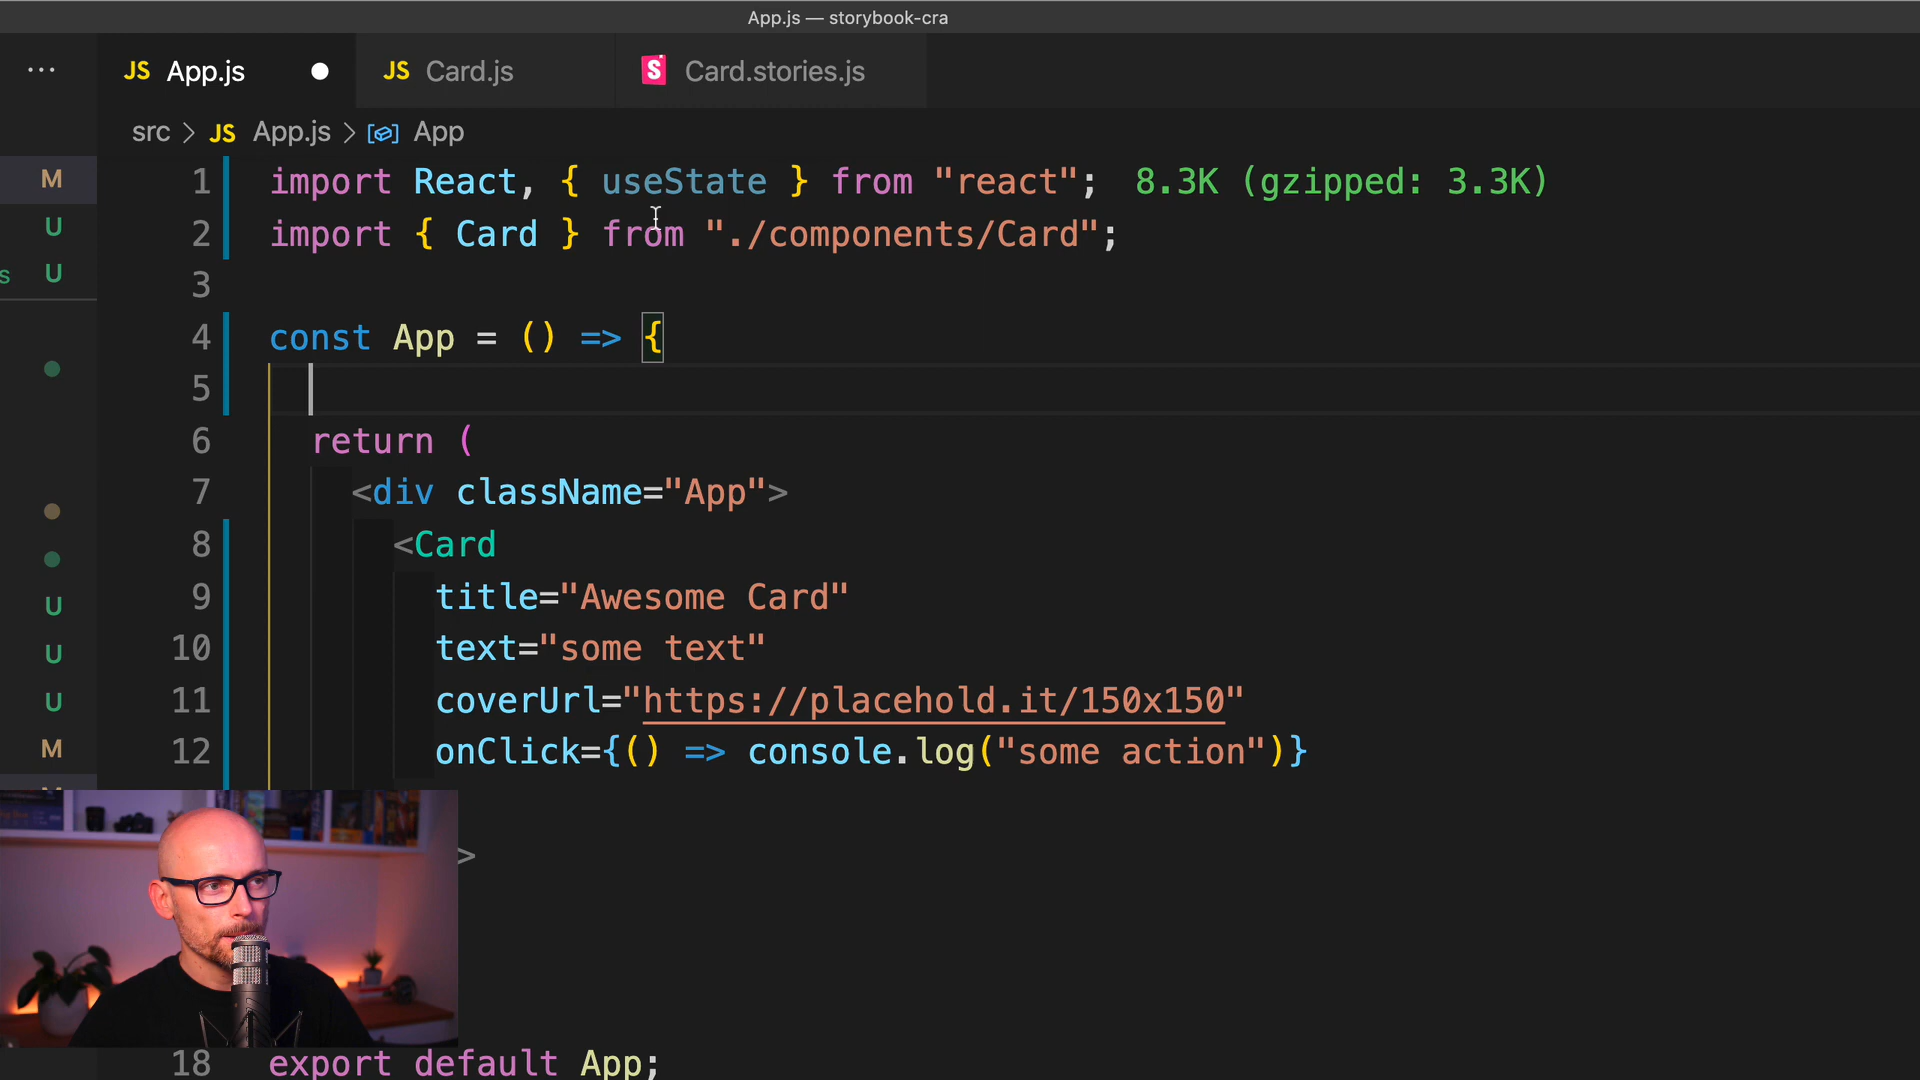 App.js — storybook-cra
... JS App.js JS Card.js S Card.stories.js
src > JS App.js > App
M 1 import React, { useState } from "react"; 8.3K (gzipped: 3.3K)
U 2 import { Card } from "./components/Card";
s U 3
4 const App = () => {
5
6 return (
7 <div className="App">
8 <Card
U 9 title="Awesome Card"
U 10 text="some text"
U 11 coverUrl="https://placehold.it/150x150"
M 12 onClick={() => console.log("some action")}
>
18 export default App;